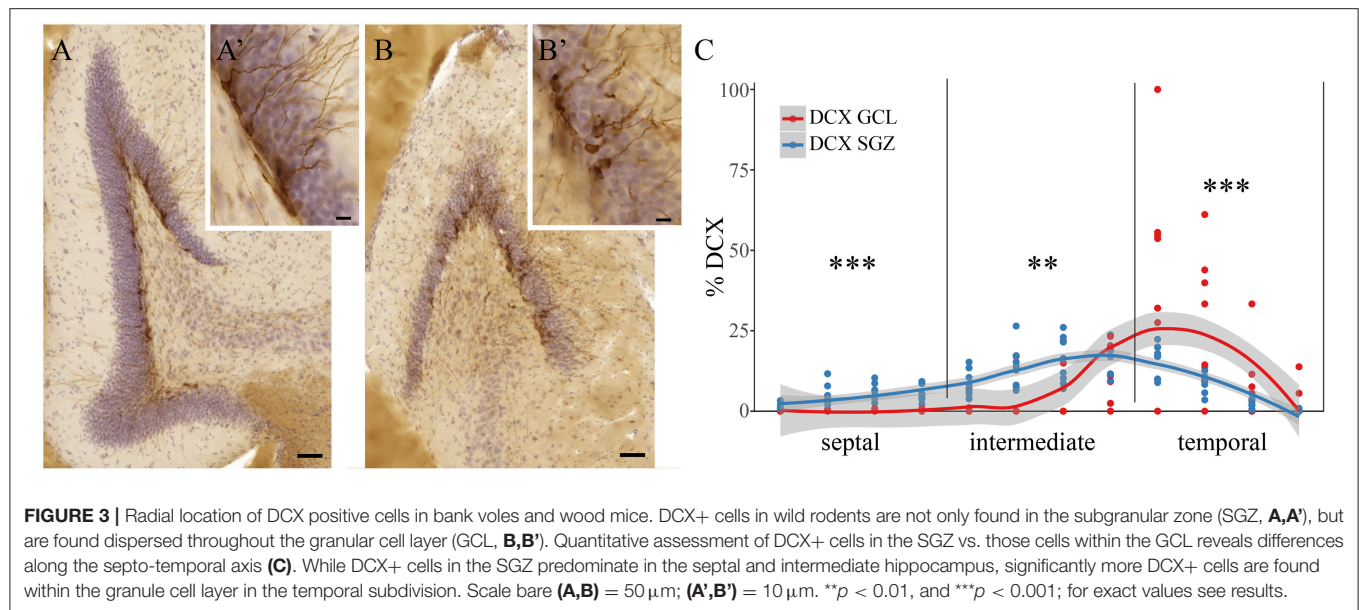 A
A'
B
B'
C
100
75
50
25
0
% DCX
DCX GCL
DCX SGZ
***
**
***
septal
intermediate
temporal
FIGURE 3 | Radial location of DCX positive cells in bank voles and wood mice. DCX+ cells in wild rodents are not only found in the subgranular zone (SGZ, A,A'), but
are found dispersed throughout the granular cell layer (GCL, B,B'). Quantitative assessment of DCX+ cells in the SGZ vs. those cells within the GCL reveals differences
along the septo-temporal axis (C). While DCX+ cells in the SGZ predominate in the septal and intermediate hippocampus, significantly more DCX+ cells are found
within the granule cell layer in the temporal subdivision. Scale bare (A,B) = 50 μm; (A',B') = 10 μm. **p < 0.01, and ***p < 0.001; for exact values see results.